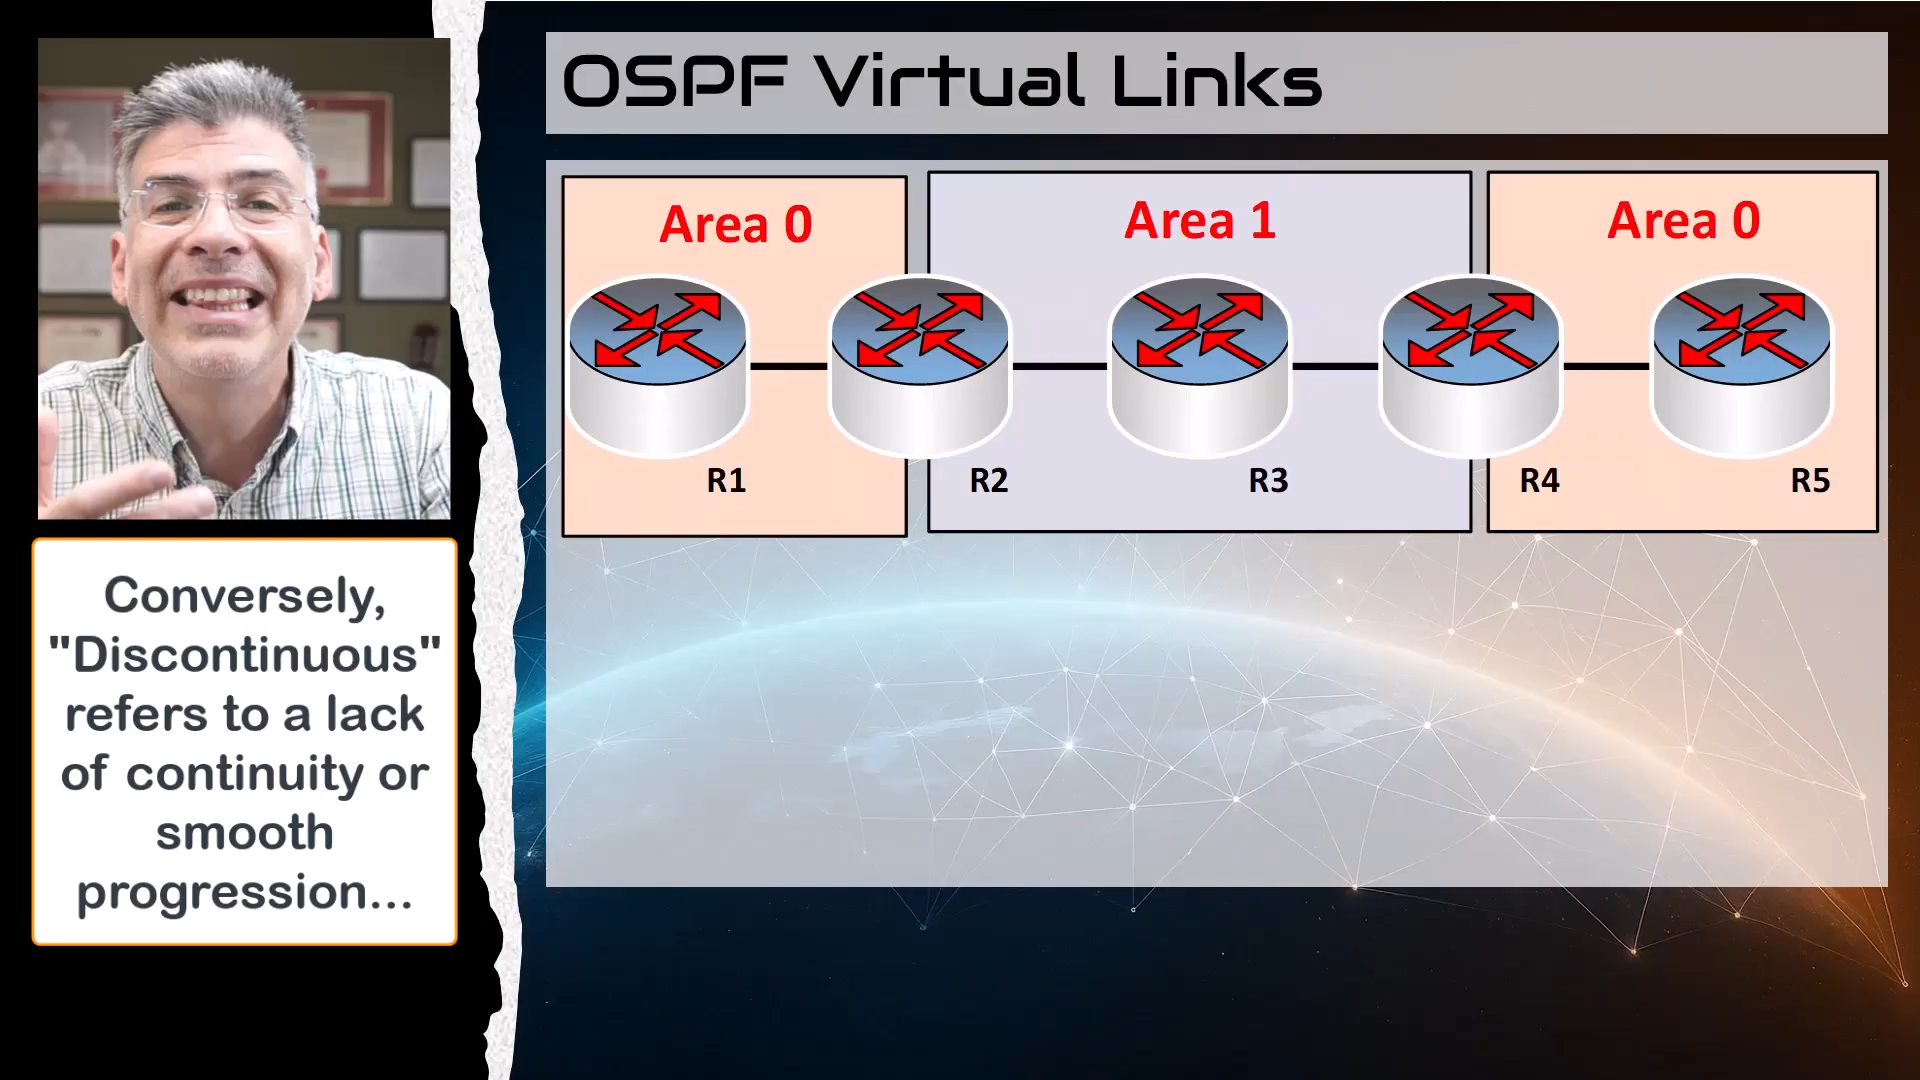 OSPF Virtual Links
Area 0
Area 1
Area 0
R1
R2
R3
R4
R5
Conversely,
"Discontinuous"
refers to a lack
of continuity or
smooth
progression...